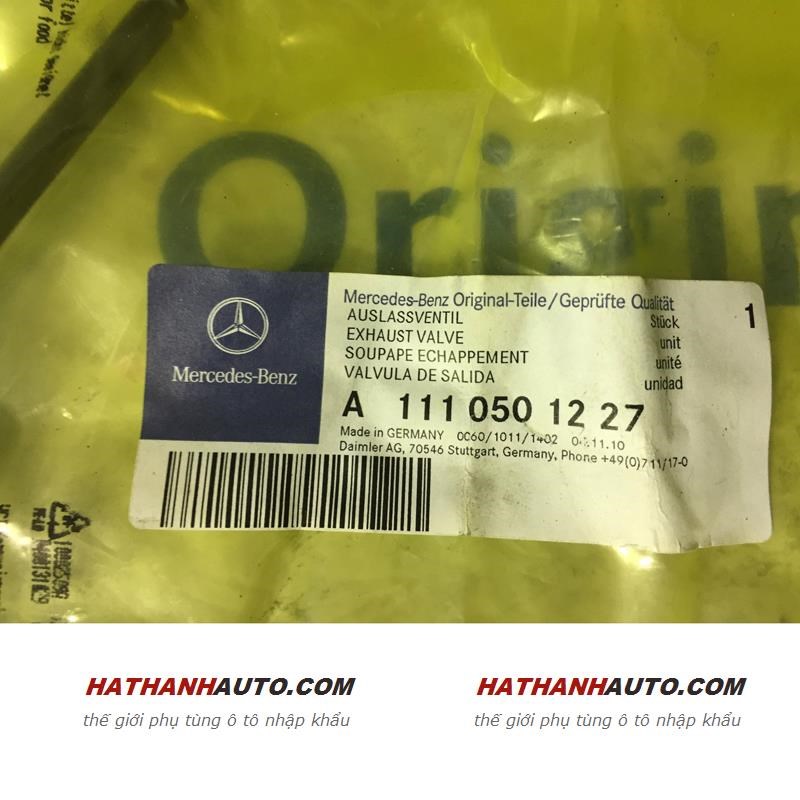 Origin
Mercedes-Benz
Mercedes-Benz Original-Teile/Geprüfte Qualität
AUSLASSVENTIL Stück 1
EXHAUST VALVE unit
SOUPAPE ECHAPPEMENT unité
VALVULA DE SALIDA unidad
A 111 050 12 27
Made in GERMANY 0C60/1011/1402
Daimler AG, 70546 Stuttgart, Germany, Phone +49(0)711/17-0
HATHANHAUTO.COM HATHANHAUTO.COM
thế giới phụ tùng ô tô nhập khẩu thế giới phụ tùng ô tô nhập khẩu